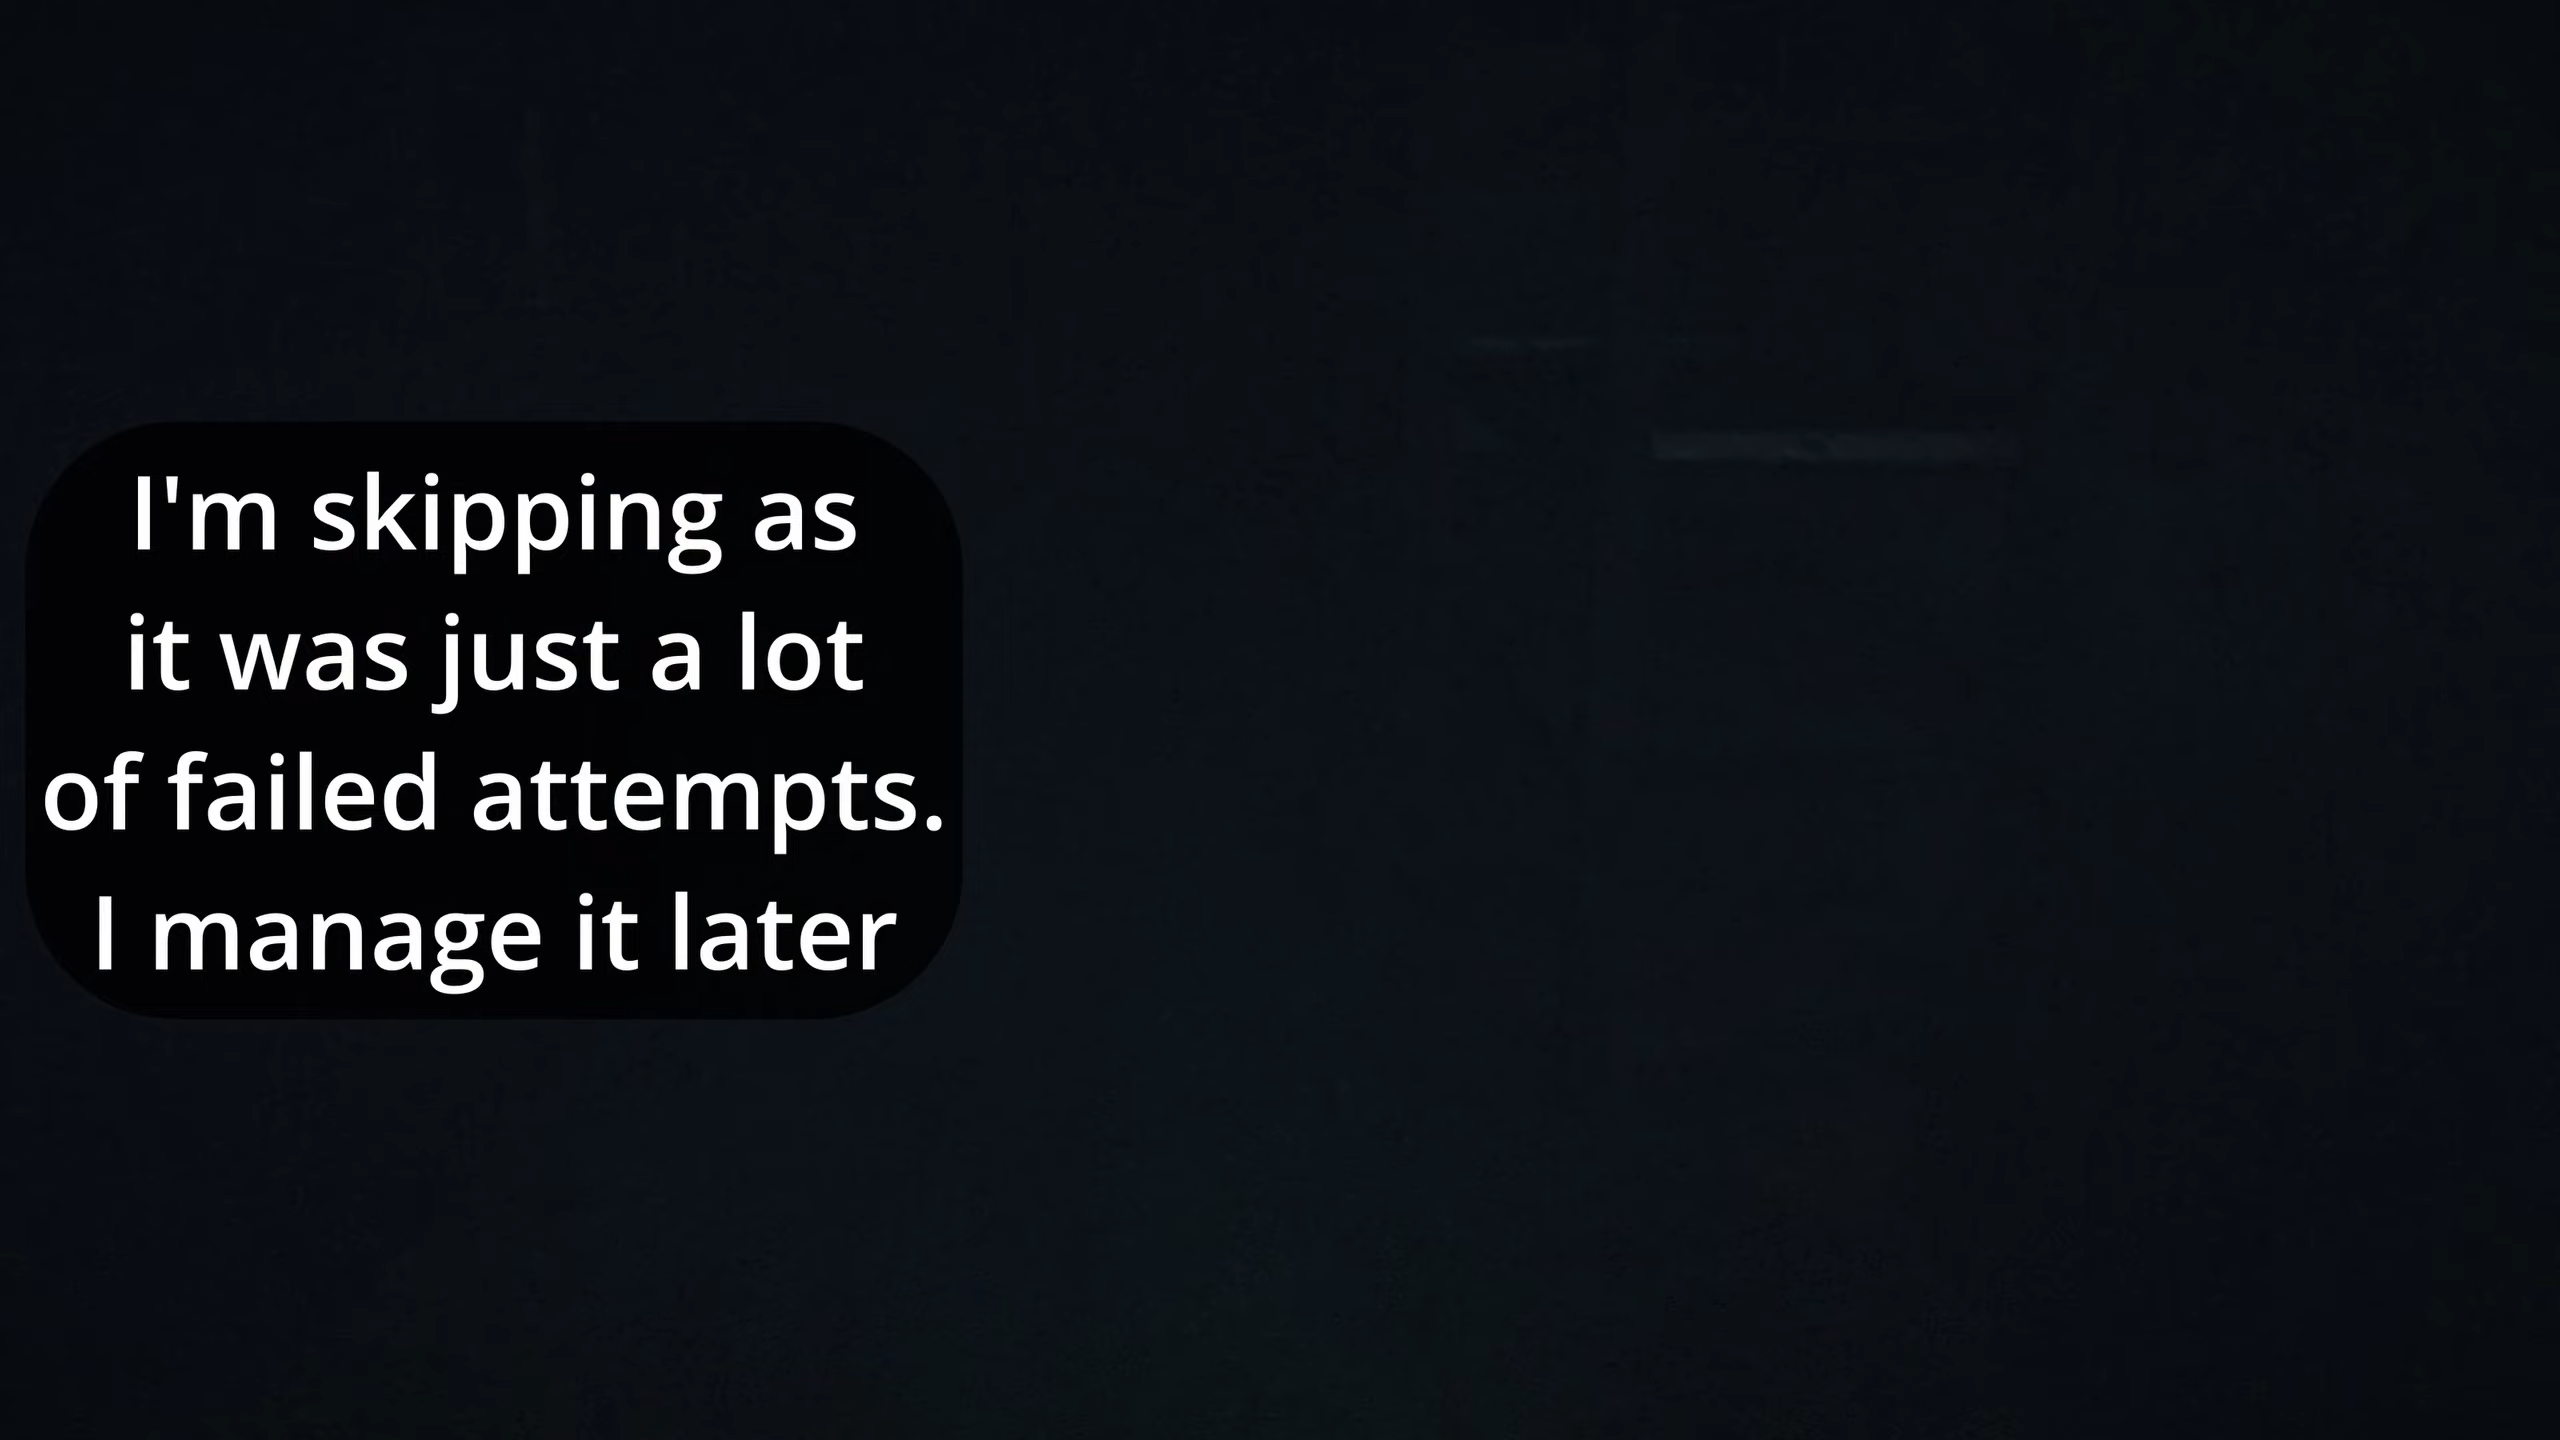 I'm skipping as
it was just a lot
of failed attempts.
I manage it later